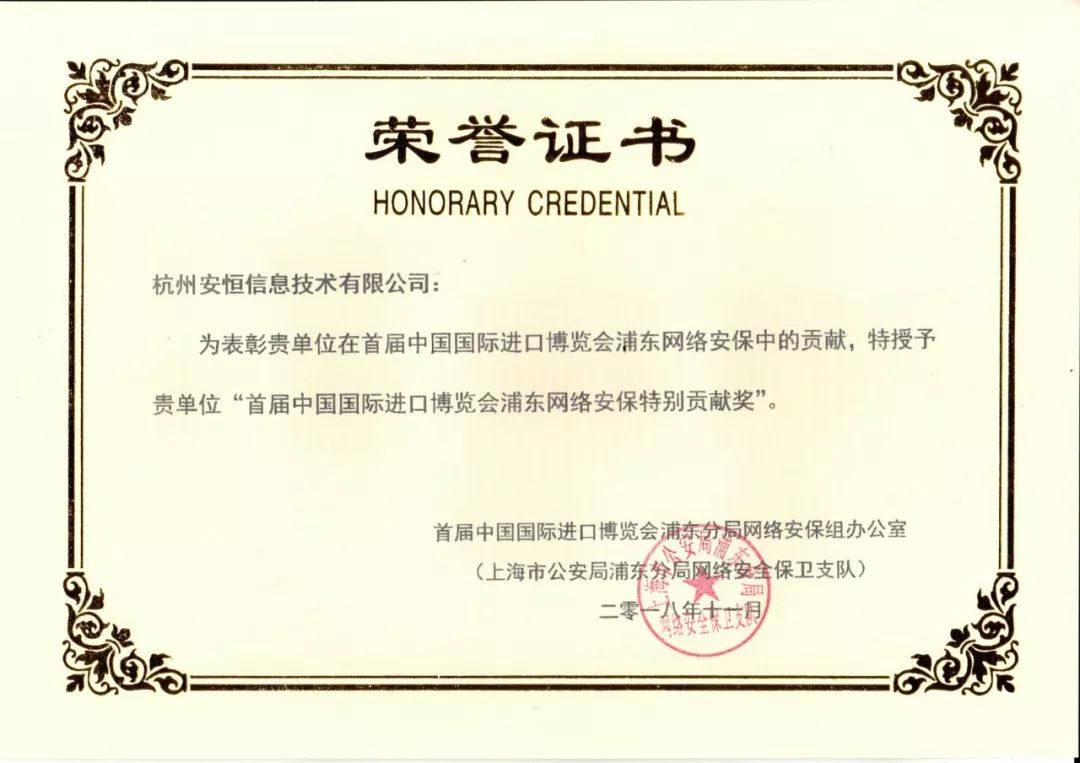 荣誉证书
HONORARY CREDENTIAL
杭州安恒信息技术有限公司：
为表彰贵单位在首届中国国际进口博览会浦东网络安保中的贡献，特授予
贵单位“首届中国国际进口博览会浦东网络安保特别贡献奖”。
首届中国国际进口博览会浦东分局网络安保组办公室
（上海市公安局浦东分局网络安全保卫支队）
二零一八年十一月
上海市公安局浦东分局
网络安全保卫支队